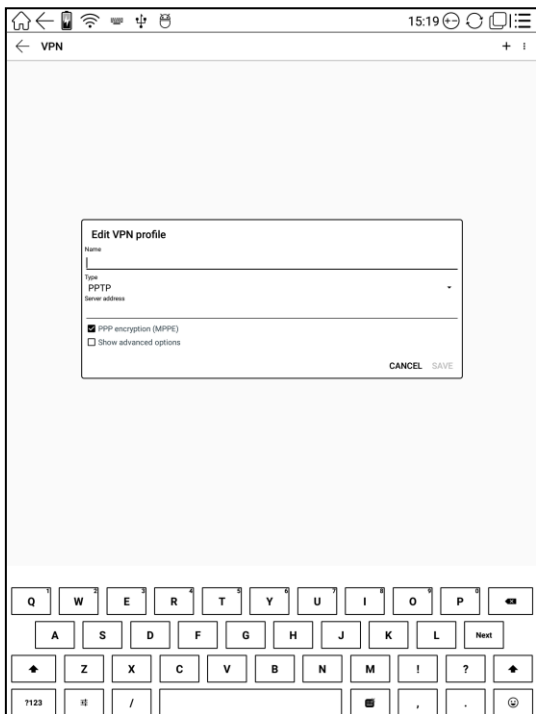 15:19
VPN
Edit VPN profile
Name
Type
PPTP
Server address
PPP encryption (MPPE)
Show advanced options
CANCEL SAVE
Q 1 W 2 E 3 R 4 T 5 Y 6 U 7 I 8 O 9 P 0
A S D F G H J K L Next
Z X C V B N M ! ?
?123 / , .